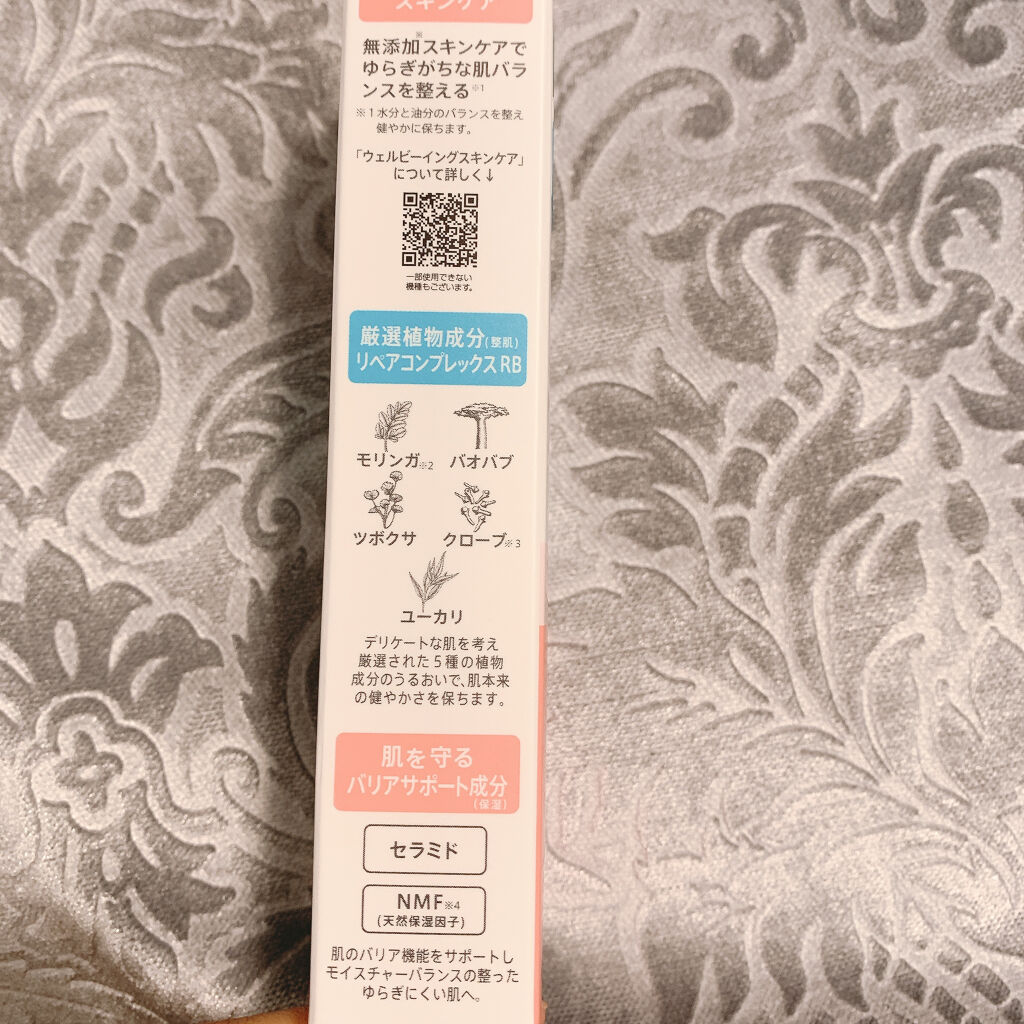 スキンケア
無添加※スキンケアで
ゆらぎがちな肌バラ
ンスを整える※1
※1水分と油分のバランスを整え
健やかに保ちます。
「ウェルビーイングスキンケア」
について詳しく↓
一部使用できない
機種もございます。
厳選植物成分(整肌)
リペアコンプレックスRB
モリンガ※2 バオバブ
ツボクサ クローブ※3
ユーカリ
デリケートな肌を考え
厳選された5種の植物
成分のうるおいで、肌本来
の健やかさを保ちます。
肌を守る
バリアサポート成分
(保湿)
セラミド
NMF※4
(天然保湿因子)
肌のバリア機能をサポートし
モイスチャーバランスの整った
ゆらぎにくい肌へ。